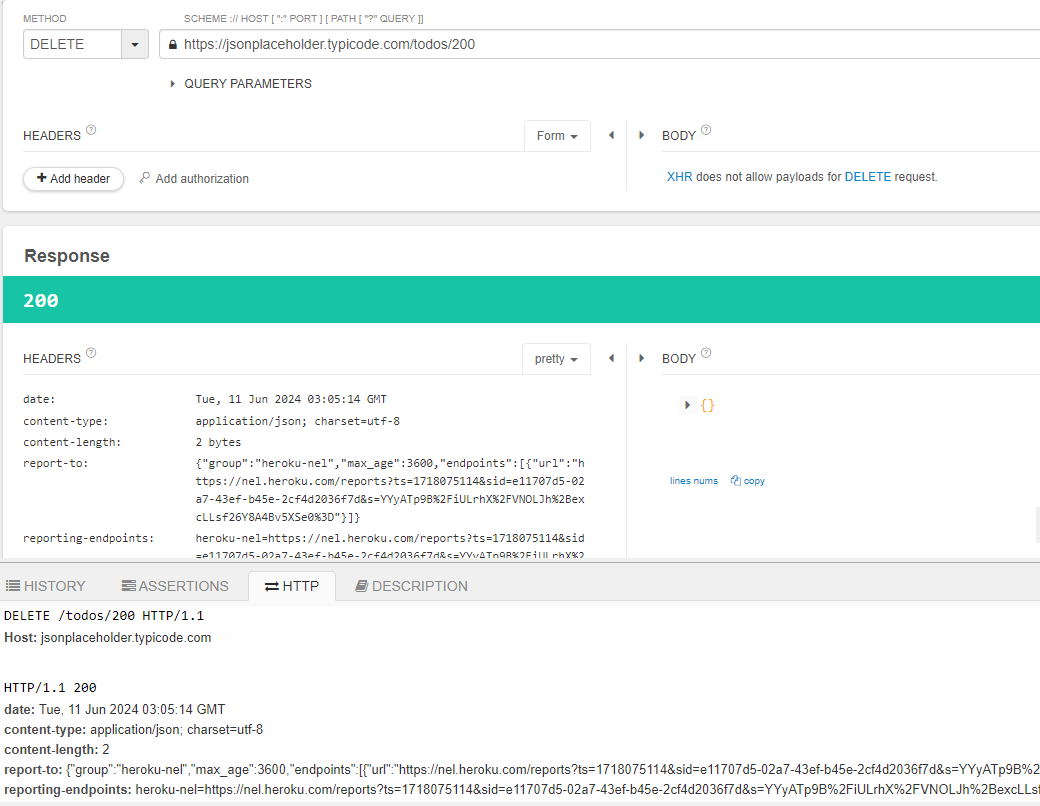 METHOD
SCHEME :// HOST [ ":" PORT ] [ PATH [ "?" QUERY ]]
DELETE
https://jsonplaceholder.typicode.com/todos/200
QUERY PARAMETERS
HEADERS ?
Form
BODY ?
+ Add header
Add authorization
XHR does not allow payloads for DELETE request.
Response
200
HEADERS ?
pretty
BODY ?
date: Tue, 11 Jun 2024 03:05:14 GMT
content-type: application/json; charset=utf-8
content-length: 2 bytes
report-to: {"group":"heroku-nel","max_age":3600,"endpoints":[{"url":"h
ttps://nel.heroku.com/reports?ts=1718075114&sid=e11707d5-02
a7-43ef-b45e-2cf4d2036f7d&s=YYyATp9B%2FiULrhX%2FVNOLJh%2Bex
cLLsf26Y8A4Bv5XSe0%3D"}]}
reporting-endpoints: heroku-nel=https://nel.heroku.com/reports?ts=1718075114&sid
=e11707d5-02a7-43ef-b45e-2cf4d2036f7d&s=YYyATp9B%2FiULrhX%2
{}
lines nums
copy
HISTORY
ASSERTIONS
HTTP
DESCRIPTION
DELETE /todos/200 HTTP/1.1
Host: jsonplaceholder.typicode.com
HTTP/1.1 200
date: Tue, 11 Jun 2024 03:05:14 GMT
content-type: application/json; charset=utf-8
content-length: 2
report-to: {"group":"heroku-nel","max_age":3600,"endpoints":[{"url":"https://nel.heroku.com/reports?ts=1718075114&sid=e11707d5-02a7-43ef-b45e-2cf4d2036f7d&s=YYyATp9B%2
reporting-endpoints: heroku-nel=https://nel.heroku.com/reports?ts=1718075114&sid=e11707d5-02a7-43ef-b45e-2cf4d2036f7d&s=YYyATp9B%2FiULrhX%2FVNOLJh%2BexcLLsf